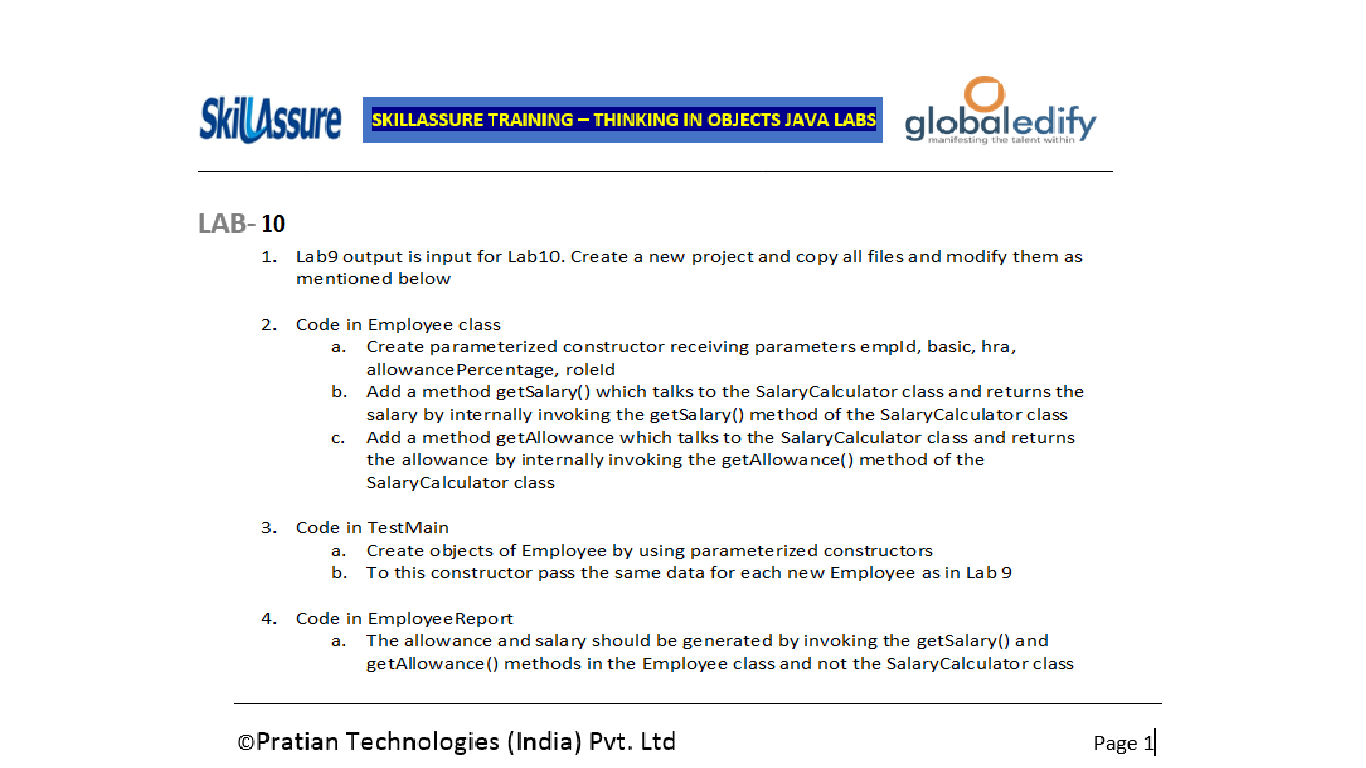 SkillAssure
SKILLASSURE TRAINING – THINKING IN OBJECTS JAVA LABS
globaledify
manifesting the talent within
LAB- 10
1. Lab9 output is input for Lab10. Create a new project and copy all files and modify them as
mentioned below
2. Code in Employee class
a. Create parameterized constructor receiving parameters empId, basic, hra,
allowancePercentage, roleId
b. Add a method getSalary() which talks to the SalaryCalculator class and returns the
salary by internally invoking the getSalary() method of the SalaryCalculator class
c. Add a method getAllowance which talks to the SalaryCalculator class and returns
the allowance by internally invoking the getAllowance() method of the
SalaryCalculator class
3. Code in TestMain
a. Create objects of Employee by using parameterized constructors
b. To this constructor pass the same data for each new Employee as in Lab 9
4. Code in EmployeeReport
a. The allowance and salary should be generated by invoking the getSalary() and
getAllowance() methods in the Employee class and not the SalaryCalculator class
©Pratian Technologies (India) Pvt. Ltd
Page 1